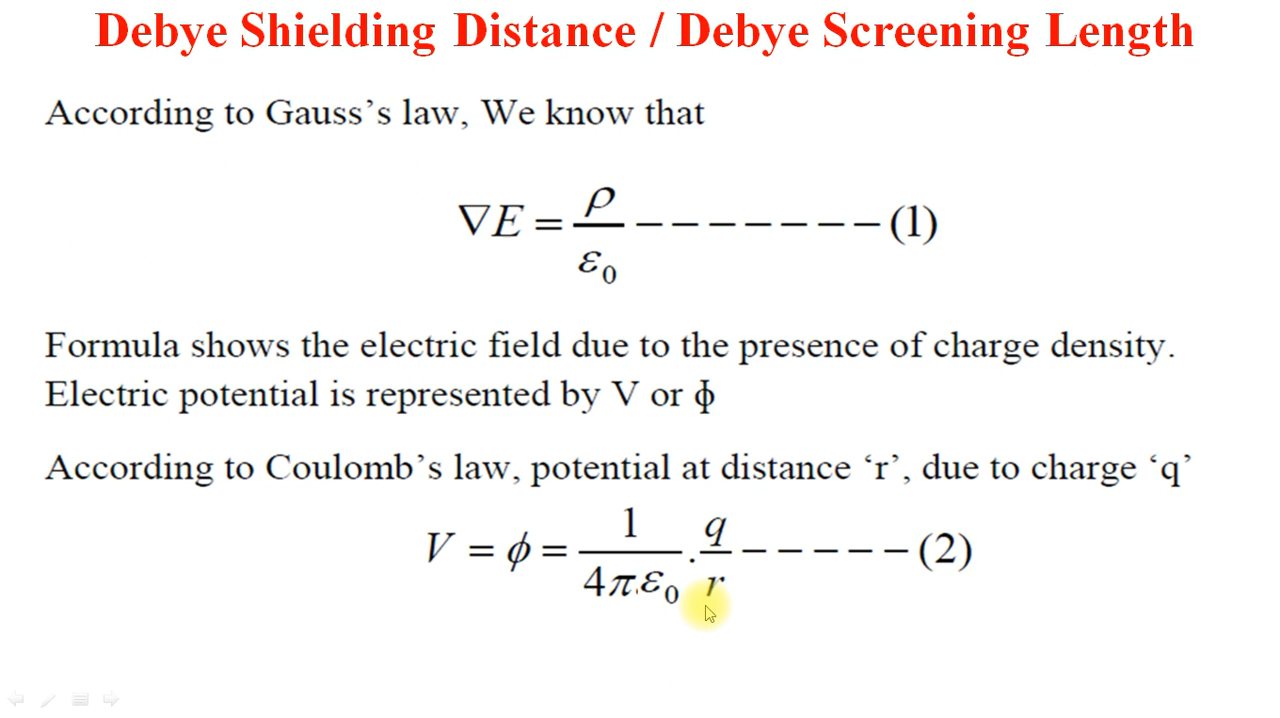 Debye Shielding Distance / Debye Screening Length
According to Gauss’s law, We know that
∇E = ρ/ε₀ − − − − − − − (1)
Formula shows the electric field due to the presence of charge density.
Electric potential is represented by V or ϕ
According to Coulomb’s law, potential at distance ‘r’, due to charge ‘q’
V = ϕ = 1/4πε₀ . q/r − − − − − (2)